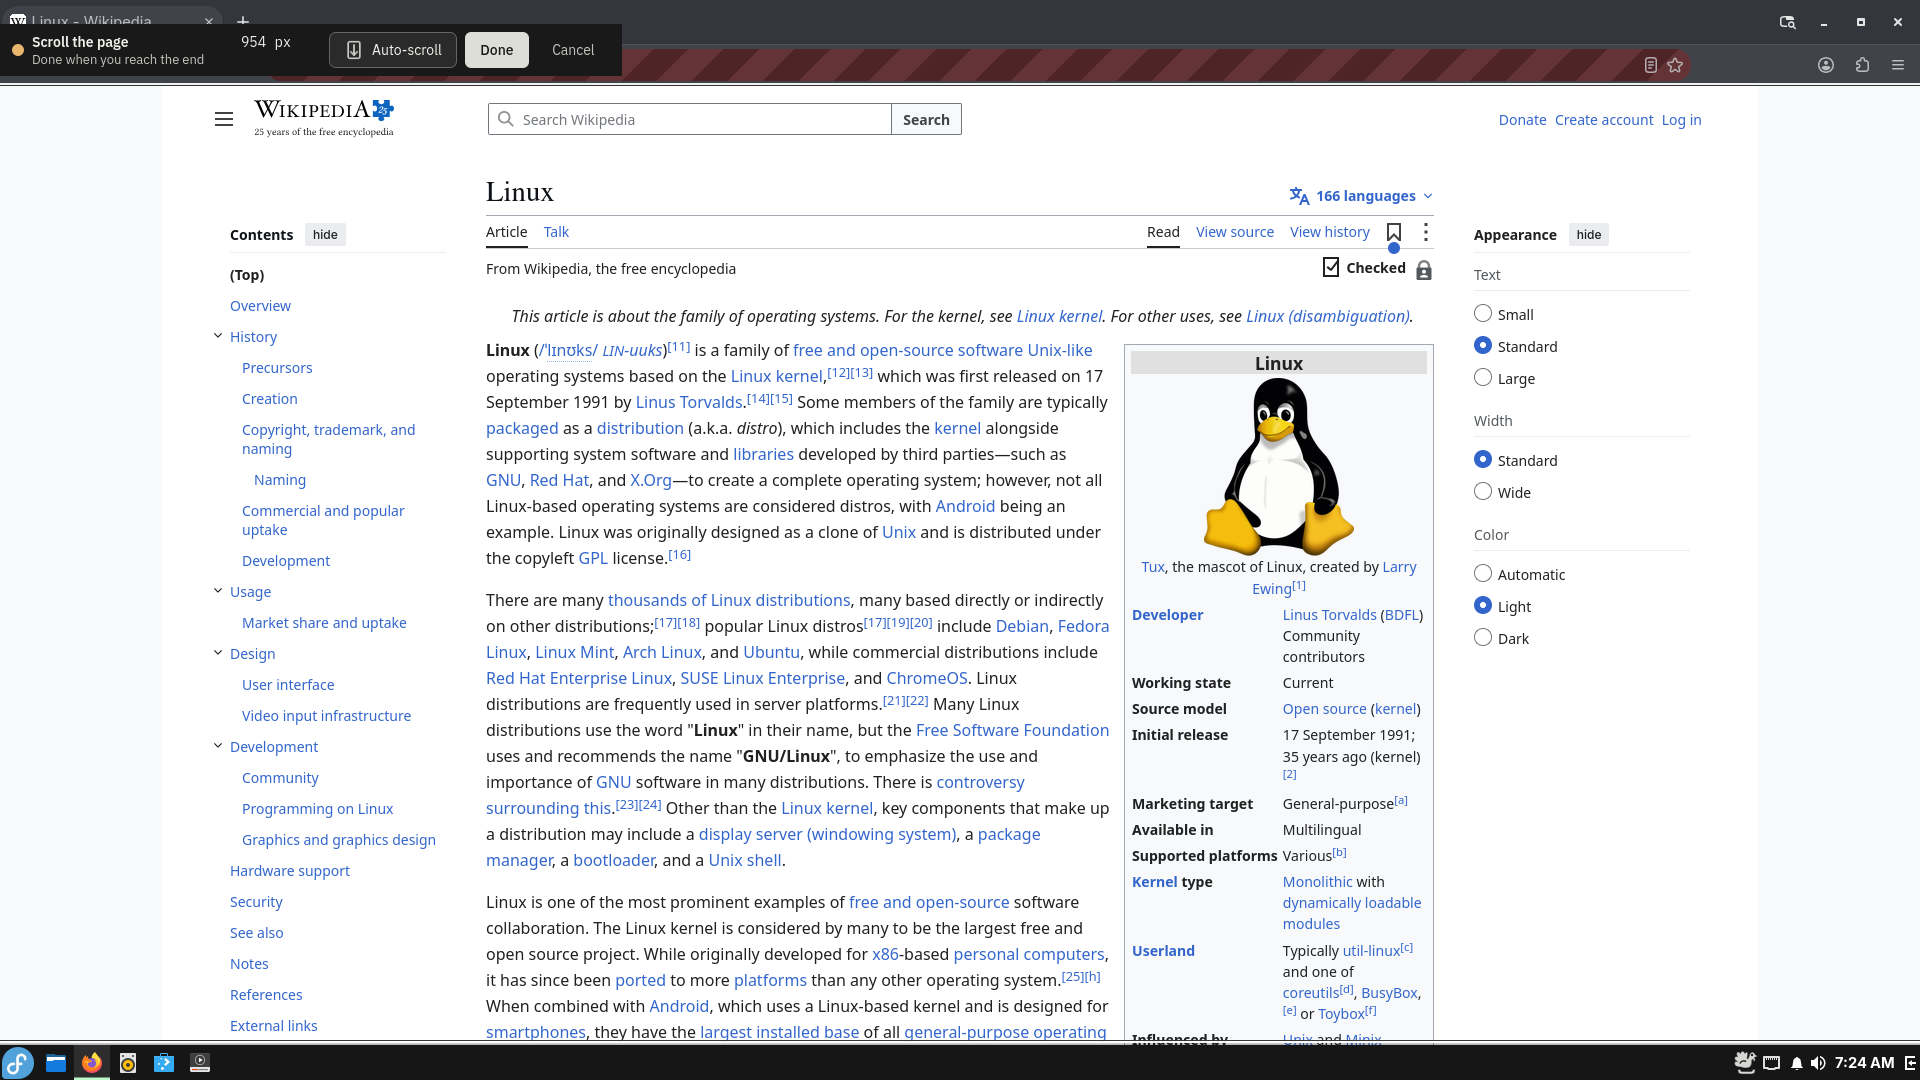 Linux - Wikipedia
Scroll the page
Done when you reach the end
954 px
Auto-scroll
Done
Cancel
WIKIPEDIA
25
25 years of the free encyclopedia
Search Wikipedia
Search
Donate Create account Log in
Contents hide
(Top)
Overview
History
Precursors
Creation
Copyright, trademark, and
naming
Naming
Commercial and popular
uptake
Development
Usage
Market share and uptake
Design
User interface
Video input infrastructure
Development
Community
Programming on Linux
Graphics and graphics design
Hardware support
Security
See also
Notes
References
External links
Linux
166 languages
Article Talk
Read View source View history
From Wikipedia, the free encyclopedia
Checked
This article is about the family of operating systems. For the kernel, see Linux kernel. For other uses, see Linux (disambiguation).
Linux (/ˈlɪnʊks/ LIN-uuks)[11] is a family of free and open-source software Unix-like
operating systems based on the Linux kernel,[12][13] which was first released on 17
September 1991 by Linus Torvalds.[14][15] Some members of the family are typically
packaged as a distribution (a.k.a. distro), which includes the kernel alongside
supporting system software and libraries developed by third parties—such as
GNU, Red Hat, and X.Org—to create a complete operating system; however, not all
Linux-based operating systems are considered distros, with Android being an
example. Linux was originally designed as a clone of Unix and is distributed under
the copyleft GPL license.[16]
There are many thousands of Linux distributions, many based directly or indirectly
on other distributions;[17][18] popular Linux distros[17][19][20] include Debian, Fedora
Linux, Linux Mint, Arch Linux, and Ubuntu, while commercial distributions include
Red Hat Enterprise Linux, SUSE Linux Enterprise, and ChromeOS. Linux
distributions are frequently used in server platforms.[21][22] Many Linux
distributions use the word "Linux" in their name, but the Free Software Foundation
uses and recommends the name "GNU/Linux", to emphasize the use and
importance of GNU software in many distributions. There is controversy
surrounding this.[23][24] Other than the Linux kernel, key components that make up
a distribution may include a display server (windowing system), a package
manager, a bootloader, and a Unix shell.
Linux is one of the most prominent examples of free and open-source software
collaboration. The Linux kernel is considered by many to be the largest free and
open source project. While originally developed for x86-based personal computers,
it has since been ported to more platforms than any other operating system.[25][h]
When combined with Android, which uses a Linux-based kernel and is designed for
smartphones, they have the largest installed base of all general-purpose operating
Linux
Tux, the mascot of Linux, created by Larry
Ewing[1]
Developer Linus Torvalds (BDFL)
Community
contributors
Working state Current
Source model Open source (kernel)
Initial release 17 September 1991;
35 years ago (kernel)
[2]
Marketing target General-purpose[a]
Available in Multilingual
Supported platforms Various[b]
Kernel type Monolithic with
dynamically loadable
modules
Userland Typically util-linux[c]
and one of
coreutils[d], BusyBox,
[e] or Toybox[f]
Influenced by Unix and Minix
Appearance hide
Text
Small
Standard
Large
Width
Standard
Wide
Color
Automatic
Light
Dark
7:24 AM